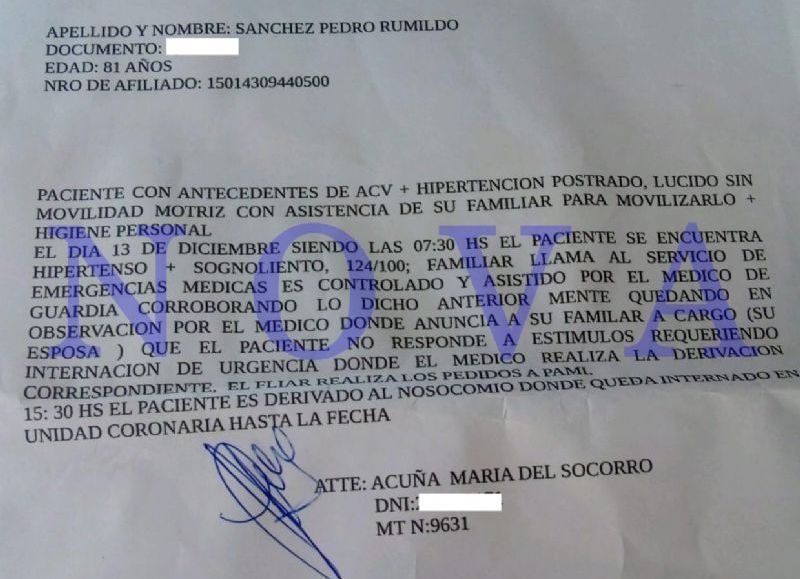 APELLIDO Y NOMBRE: SANCHEZ PEDRO RUMILDO
DOCUMENTO:
EDAD: 81 AÑOS
NRO DE AFILIADO: 15014309440500
PACIENTE CON ANTECEDENTES DE ACV + HIPERTENCION POSTRADO, LUCIDO SIN
MOVILIDAD MOTRIZ CON ASISTENCIA DE SU FAMILIAR PARA MOVILIZARLO +
HIGIENE PERSONAL
EL DIA 13 DE DICIEMBRE SIENDO LAS 07:30 HS EL PACIENTE SE ENCUENTRA
HIPERTENSO + SOGNOLIENTO, 124/100; FAMILIAR LLAMA AL SERVICIO DE
EMERGENCIAS MEDICAS ES CONTROLADO Y ASISTIDO POR EL MEDICO DE
GUARDIA CORROBORANDO LO DICHO ANTERIOR MENTE QUEDANDO EN
OBSERVACION POR EL MEDICO DONDE ANUNCIA A SU FAMILAR A CARGO (SU
ESPOSA ) QUE EL PACIENTE NO RESPONDE A ESTIMULOS REQUERIENDO
INTERNACION DE URGENCIA DONDE EL MEDICO REALIZA LA DERIVACION
CORRESPONDIENTE. EL FLIAR REALIZA LOS PEDIDOS A PAMI.
15: 30 HS EL PACIENTE ES DERIVADO AL NOSOCOMIO DONDE QUEDA INTERNADO EN
UNIDAD CORONARIA HASTA LA FECHA
ATTE: ACUÑA MARIA DEL SOCORRO
DNI:
MT N:9631
NOVA